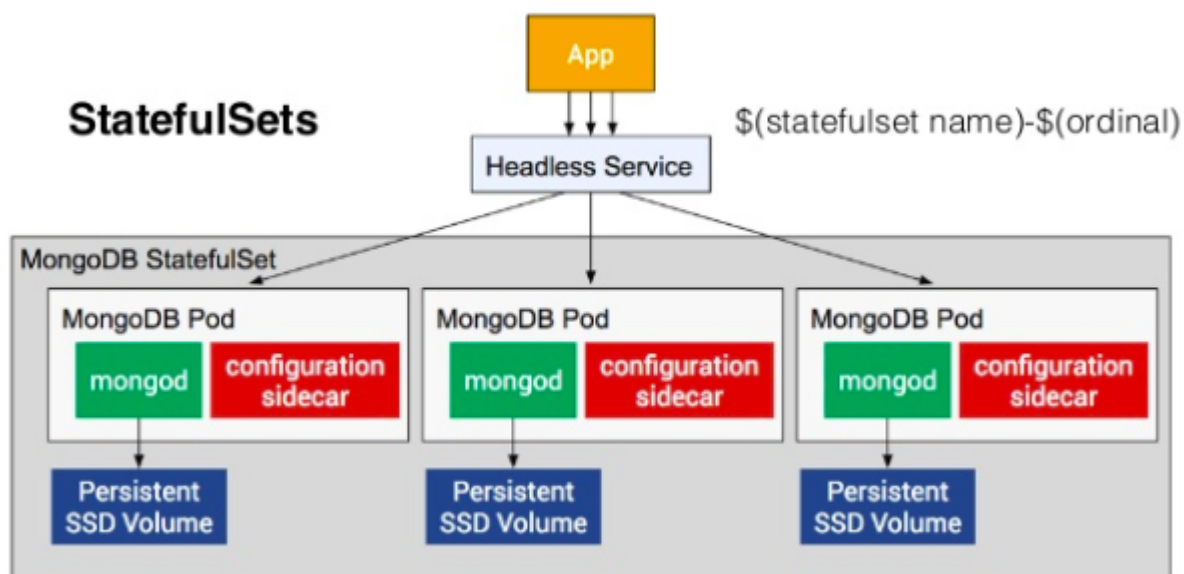 App
StatefulSets
$(statefulset name)-$(ordinal)
Headless Service
MongoDB StatefulSet
MongoDB Pod
mongod
configuration
sidecar
Persistent
SSD Volume
MongoDB Pod
mongod
configuration
sidecar
Persistent
SSD Volume
MongoDB Pod
mongod
configuration
sidecar
Persistent
SSD Volume